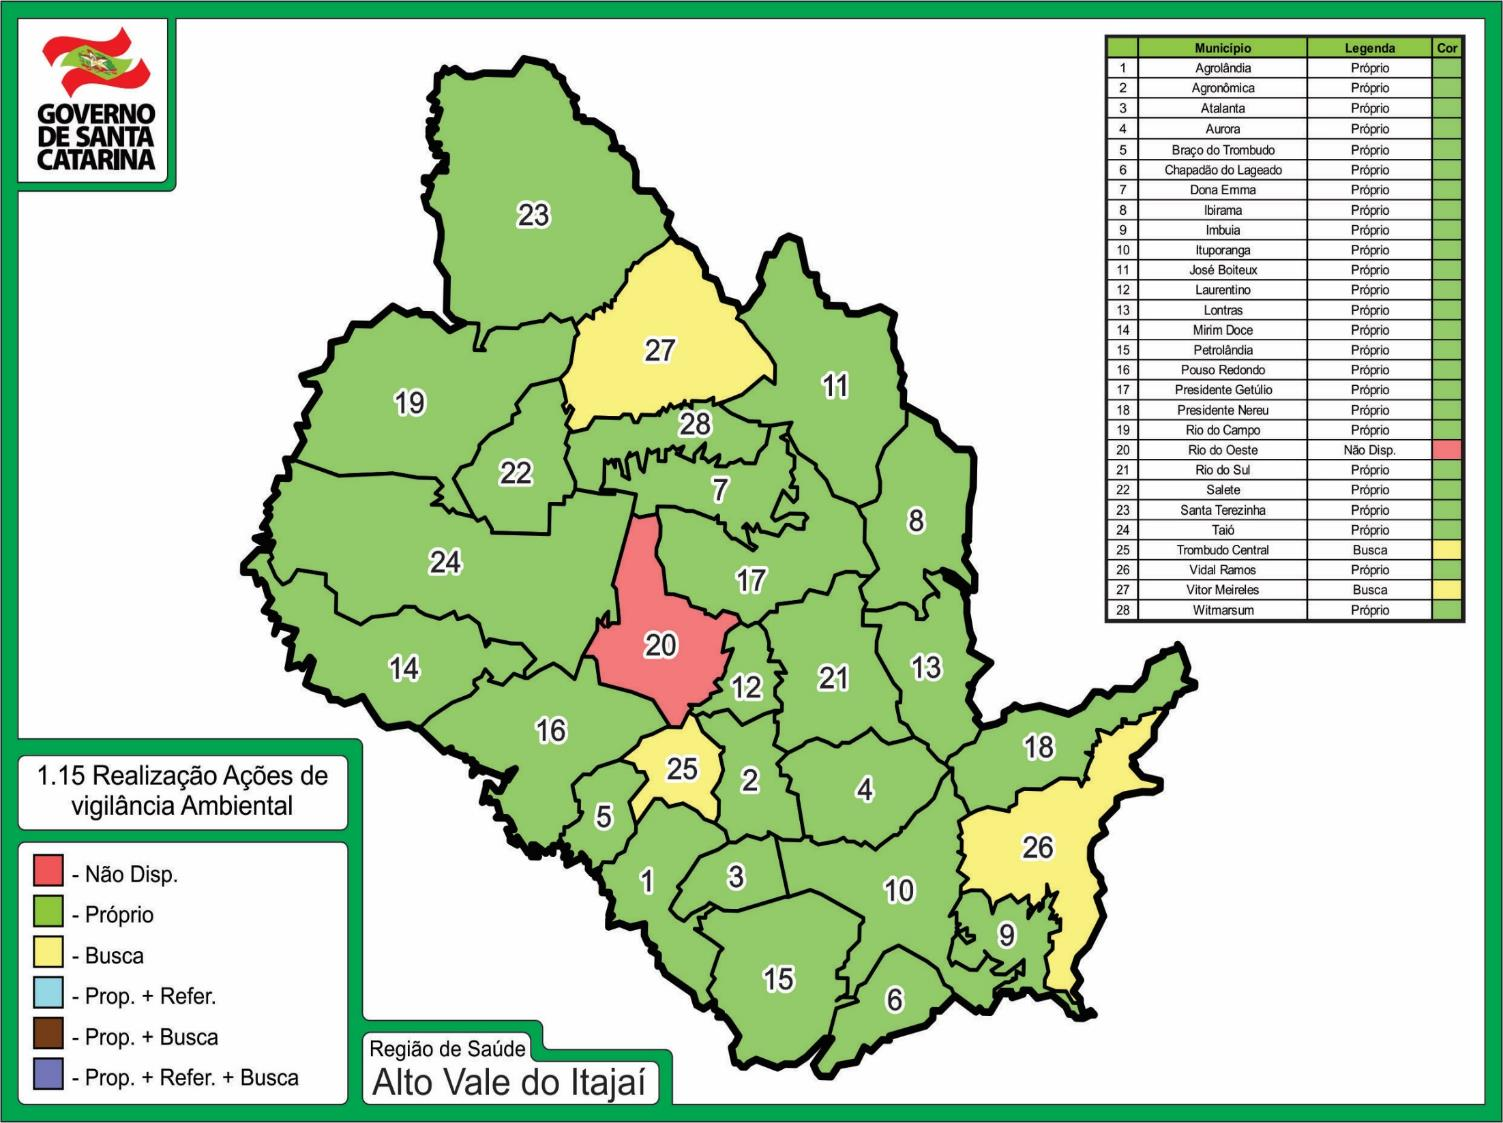 GOVERNO
DE SANTA
CATARINA
Município Legenda Cor
1 Agrolândia Próprio
2 Agronômica Próprio
3 Atalanta Próprio
4 Aurora Próprio
5 Braço do Trombudo Próprio
6 Chapadão do Lageado Próprio
7 Dona Emma Próprio
8 Ibirama Próprio
9 Imbuia Próprio
10 Ituporanga Próprio
11 José Boiteux Próprio
12 Laurentino Próprio
13 Lontras Próprio
14 Mirim Doce Próprio
15 Petrolândia Próprio
16 Pouso Redondo Próprio
17 Presidente Getúlio Próprio
18 Presidente Nereu Próprio
19 Rio do Campo Próprio
20 Rio do Oeste Não Disp.
21 Rio do Sul Próprio
22 Salete Próprio
23 Santa Terezinha Próprio
24 Taió Próprio
25 Trombudo Central Busca
26 Vidal Ramos Próprio
27 Vitor Meireles Busca
28 Witmarsum Próprio
23
27
11
19
28
22
7
8
24
17
20
14
12
21
13
16
18
25
2
4
5
26
1
3
10
9
15
6
1.15 Realização Ações de
vigilância Ambiental
- Não Disp.
- Próprio
- Busca
- Prop. + Refer.
- Prop. + Busca
- Prop. + Refer. + Busca
Região de Saúde
Alto Vale do Itajaí